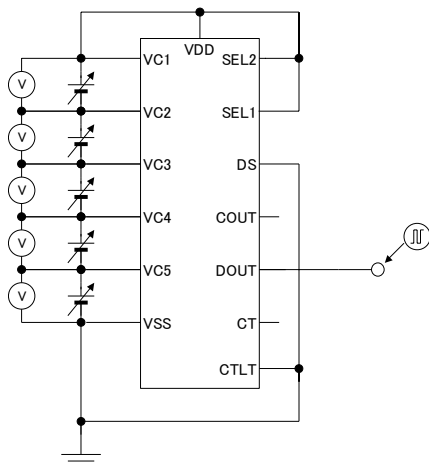 VDD
VC1
SEL2
V
VC2
SEL1
V
VC3
DS
V
VC4
COUT
V
VC5
DOUT
V
VSS
CT
CTLT